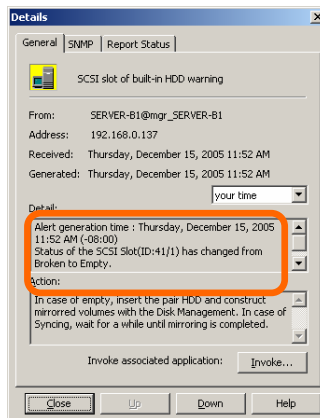 Details
General SNMP Report Status
SCSI slot of built-in HDD warning
From: SERVER-B1@mgr_SERVER-B1
Address: 192.168.0.137
Received: Thursday, December 15, 2005 11:52 AM
Generated: Thursday, December 15, 2005 11:52 AM
your time
Detail:
Alert generation time : Thursday, December 15, 2005
11:52 AM (-08:00)
Status of the SCSI Slot(ID:41/1) has changed from
Broken to Empty.
Action:
In case of empty, insert the pair HDD and construct
mirrorred volumes with the Disk Management. In case of
Syncing, wait for a while until mirroring is completed.
Invoke associated application: Invoke...
Close Up Down Help